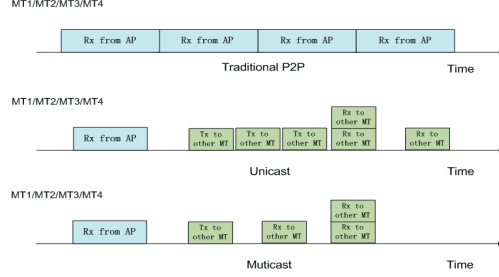 MT1/MT2/MT3/MT4
Rx from AP Rx from AP Rx from AP Rx from AP
Traditional P2P Time
MT1/MT2/MT3/MT4
Rx to
other MT
Rx from AP Tx to Tx to Tx to Rx to Rx to
other MT other MT other MT other MT other MT
Unicast Time
MT1/MT2/MT3/MT4
Rx to
other MT
Rx from AP Tx to Rx to Rx to
other MT other MT other MT
Muticast Time